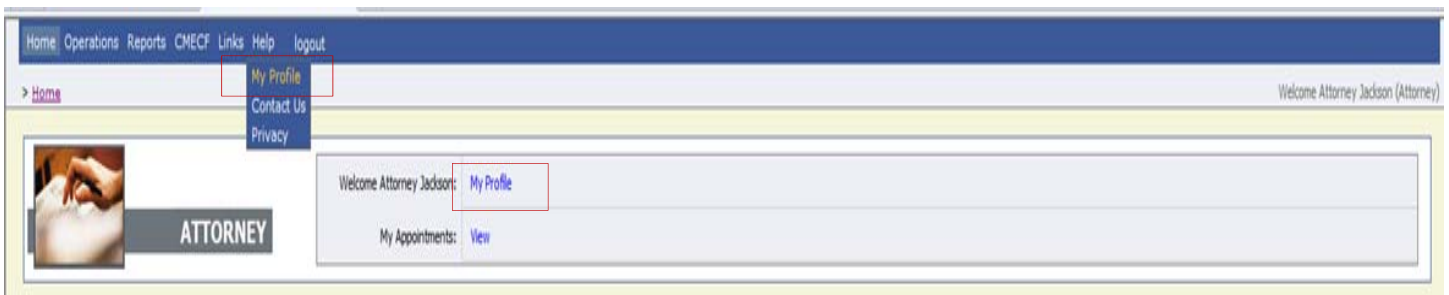 Home Operations Reports CMECF Links Help logout
My Profile
Contact Us
Privacy
> Home
Welcome Attorney Jackson (Attorney)
ATTORNEY
Welcome Attorney Jackson: My Profile
My Appointments: View